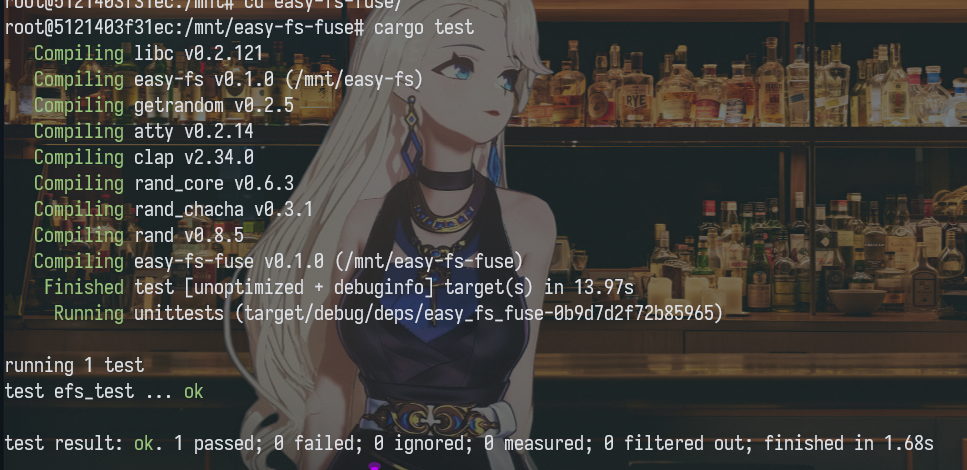 root@5121403f31ec:/mnt# cd easy-fs-fuse/
root@5121403f31ec:/mnt/easy-fs-fuse# cargo test
Compiling libc v0.2.121
Compiling easy-fs v0.1.0 (/mnt/easy-fs)
Compiling getrandom v0.2.5
Compiling atty v0.2.14
Compiling clap v2.34.0
Compiling rand_core v0.6.3
Compiling rand_chacha v0.3.1
Compiling rand v0.8.5
Compiling easy-fs-fuse v0.1.0 (/mnt/easy-fs-fuse)
Finished test [unoptimized + debuginfo] target(s) in 13.97s
Running unittests (target/debug/deps/easy_fs_fuse-0b9d7d2f72b85965)
running 1 test
test efs_test ... ok
test result: ok. 1 passed; 0 failed; 0 ignored; 0 measured; 0 filtered out; finished in 1.68s
RYE